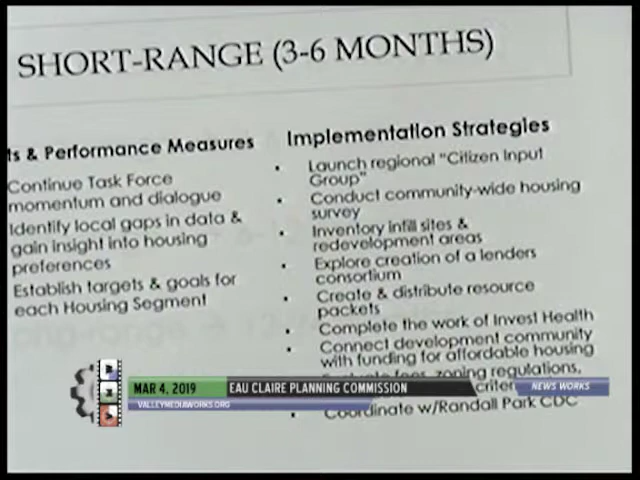 SHORT-RANGE (3-6 MONTHS)
ts & Performance Measures
Continue Task Force
momentum and dialogue
Identify local gaps in data &
gain insight into housing
preferences
Establish targets & goals for
each Housing Segment
Implementation Strategies
• Launch regional "Citizen Input
Group"
• Conduct community-wide housing
survey
• Inventory infill sites &
redevelopment areas
• Explore creation of a lenders
consortium
• Create & distribute resource
packets
• Complete the work of Invest Health
• Connect development community
with funding for affordable housing
fees, zoning regulations,
• Coordinate w/Randall Park CDC
MAR 4, 2019
EAU CLAIRE PLANNING COMMISSION
NEWS WORKS
VALLEYMEDIAWORKS.ORG